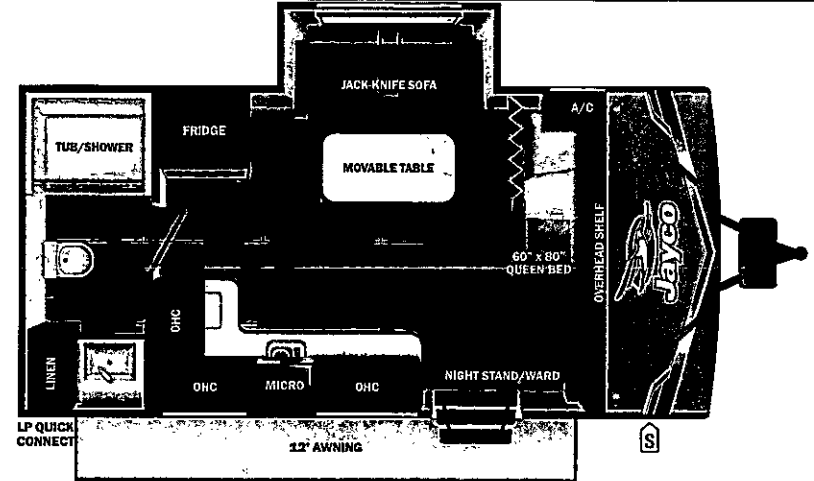 JACK-KNIFE SOFA
A/C
FRIDGE
TUB/SHOWER
MOVABLE TABLE
OVERHEAD SHELF
Jayco
60" x 80"
QUEEN BED
OHC
LINEN
OHC
MICRO
OHC
NIGHT STAND/WARD
LP QUICK
CONNECT
12' AWNING
S